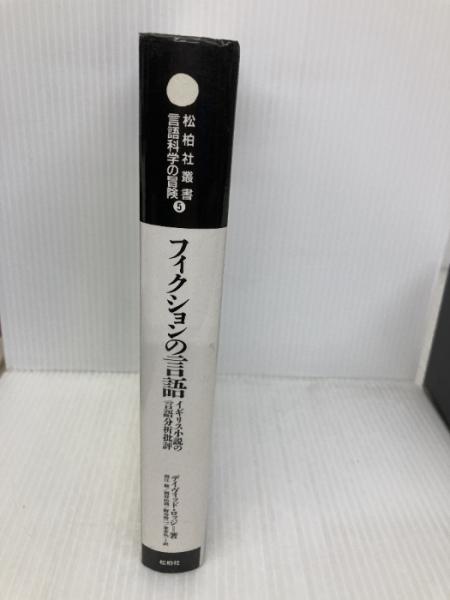 松柏社叢書
言語科学の冒険5
フィクションの言語
イギリス小説の
言語分析批評
デイヴィッド・ロッジ―著
松柏社